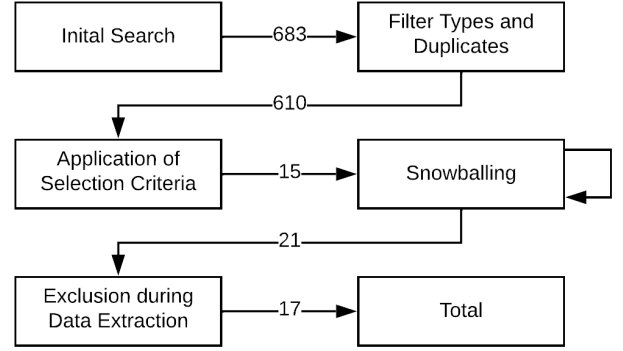 Inital Search
683
Filter Types and
Duplicates
610
Application of
Selection Criteria
15
Snowballing
21
Exclusion during
Data Extraction
17
Total